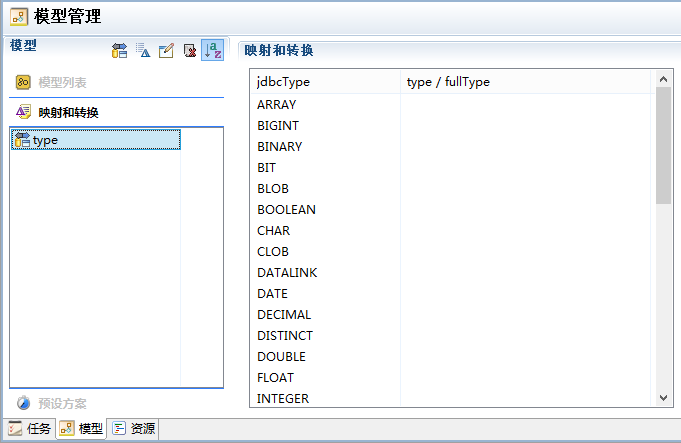 模型管理
模型
模型列表
映射和转换
type
预设方案
映射和转换
jdbcType type / fullType
ARRAY
BIGINT
BINARY
BIT
BLOB
BOOLEAN
CHAR
CLOB
DATALINK
DATE
DECIMAL
DISTINCT
DOUBLE
FLOAT
INTEGER
任务 模型 资源